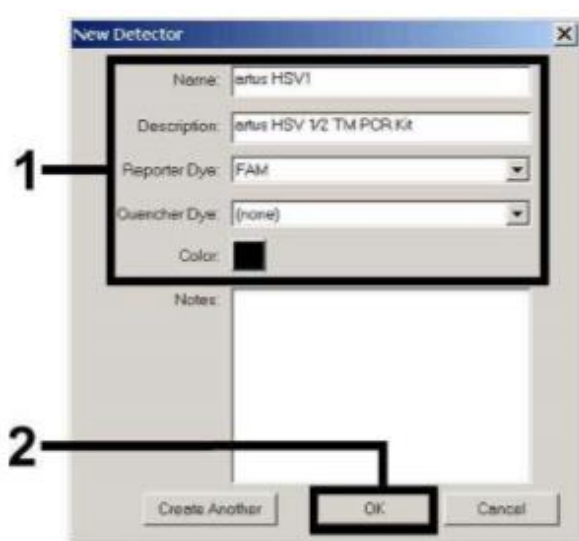 New Detector
Name: artus HSV1
Description: artus HSV 1/2 TM PCR Kit
1
Reporter Dye: FAM
Quencher Dye: (none)
Color:
Notes:
2
Create Another OK Cancel